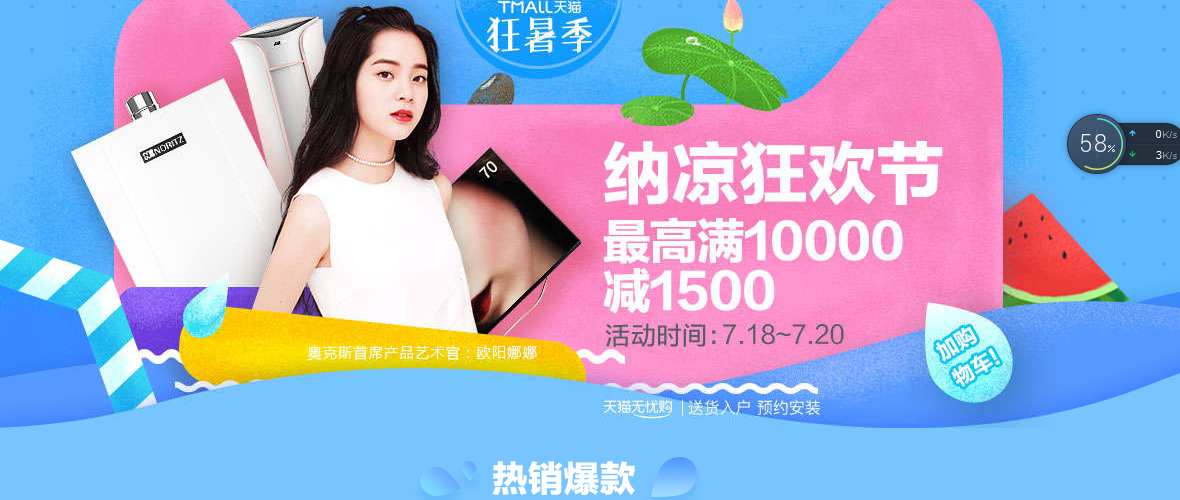 TMALL天猫
狂暑季
NORITZ
70
纳凉狂欢节
最高满10000
减1500
活动时间:7.18~7.20
58%
0K/s
3K/s
加购
物车!
奥克斯首席产品艺术官：欧阳娜娜
天猫无忧购 | 送货入户 预约安装
热销爆款